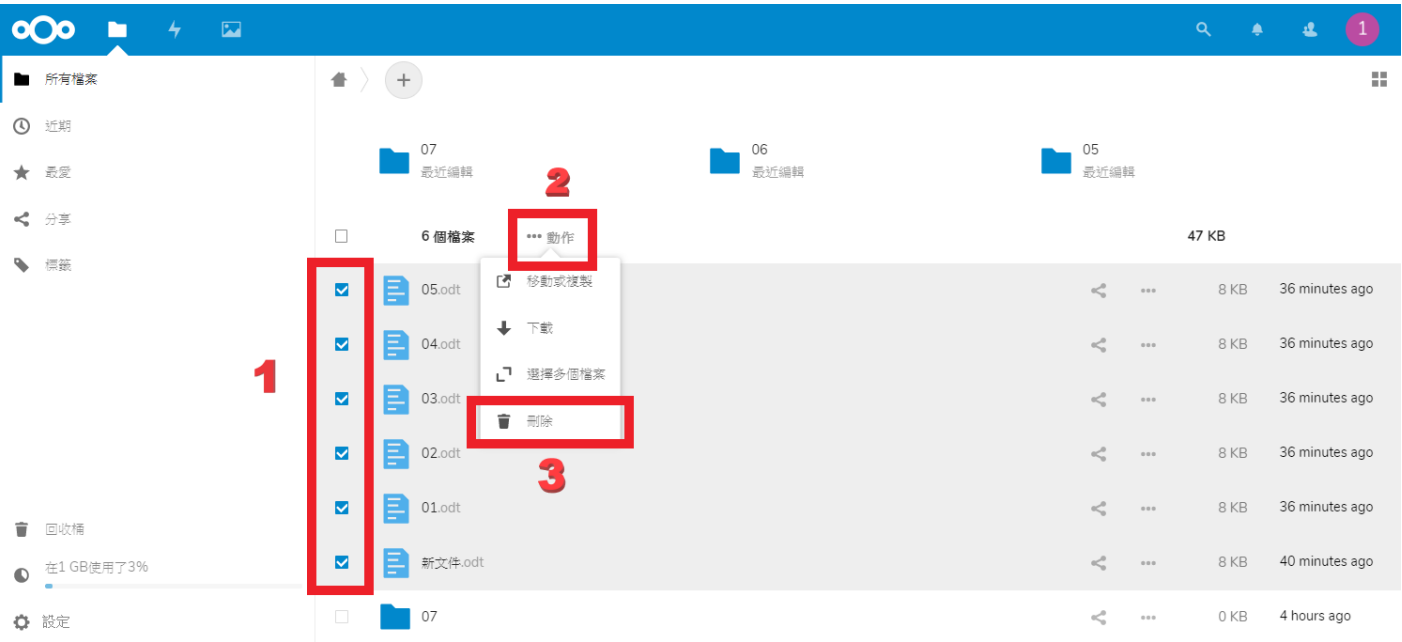 1
所有檔案
近期
最愛
分享
標籤
回收桶
在1 GB使用了3%
設定
07
最近編輯
06
最近編輯
05
最近編輯
2
6 個檔案
動作
47 KB
移動或複製
下載
選擇多個檔案
刪除
1
3
05.odt
8 KB
36 minutes ago
04.odt
8 KB
36 minutes ago
03.odt
8 KB
36 minutes ago
02.odt
8 KB
36 minutes ago
01.odt
8 KB
36 minutes ago
新文件.odt
8 KB
40 minutes ago
07
0 KB
4 hours ago